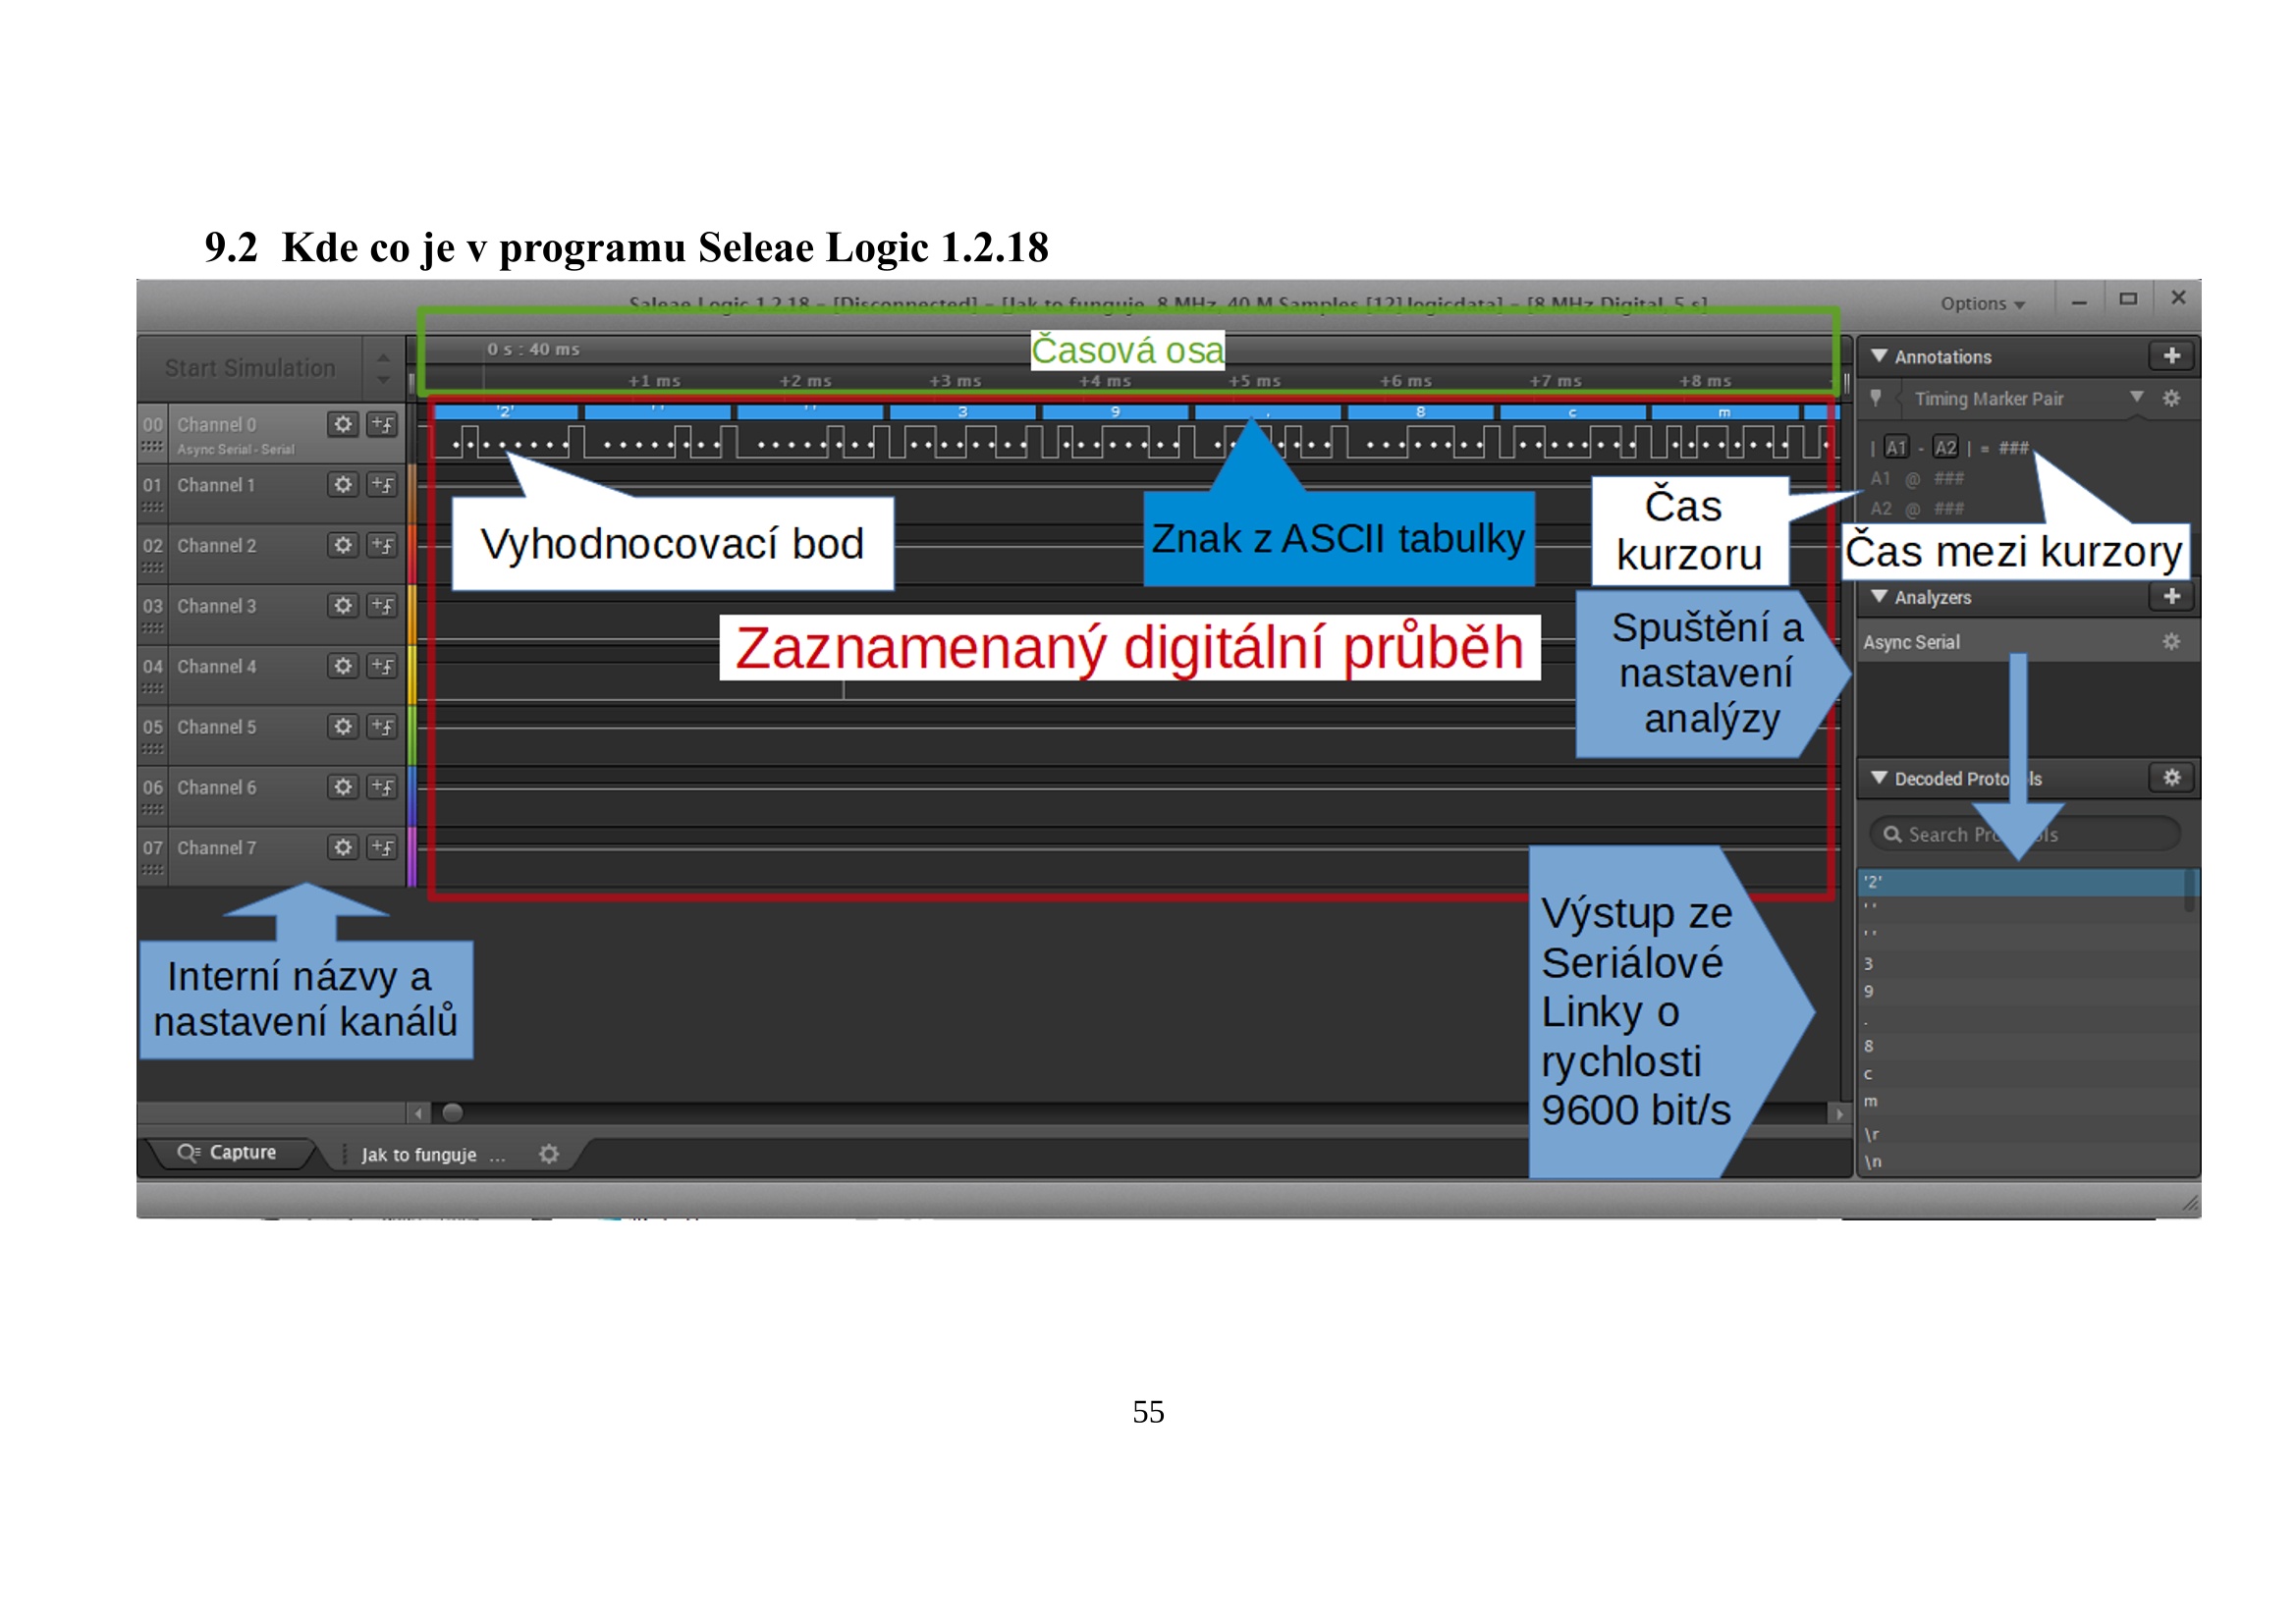 9.2 Kde co je v programu Seleae Logic 1.2.18
Saleae Logic 1.2.18 - [Disconnected] - [Jak to funguje, 8 MHz, 40 M Samples [12].logicdata] - [8 MHz Digital, 5 s]
Options
Start Simulation
0 s : 40 ms
Časová osa
+1 ms +2 ms +3 ms +4 ms +5 ms +6 ms +7 ms +8 ms
Annotations
Timing Marker Pair
| A1 - A2 | = ###
A1 @ ###
A2 @ ###
'2' ' ' ' ' 3 9 . 8 c m
00 Channel 0
Async Serial - Serial
01 Channel 1
02 Channel 2
03 Channel 3
04 Channel 4
05 Channel 5
06 Channel 6
07 Channel 7
Vyhodnocovací bod
Znak z ASCII tabulky
Čas
kurzoru
Čas mezi kurzory
Zaznamenaný digitální průběh
Spuštění a
nastavení
analýzy
Analyzers
Async Serial
Decoded Protocols
Search Protocols
'2'
' '
' '
3
9
.
8
c
m
\r
\n
Interní názvy a
nastavení kanálů
Výstup ze
Seriálové
Linky o
rychlosti
9600 bit/s
Capture
Jak to funguje ...
55